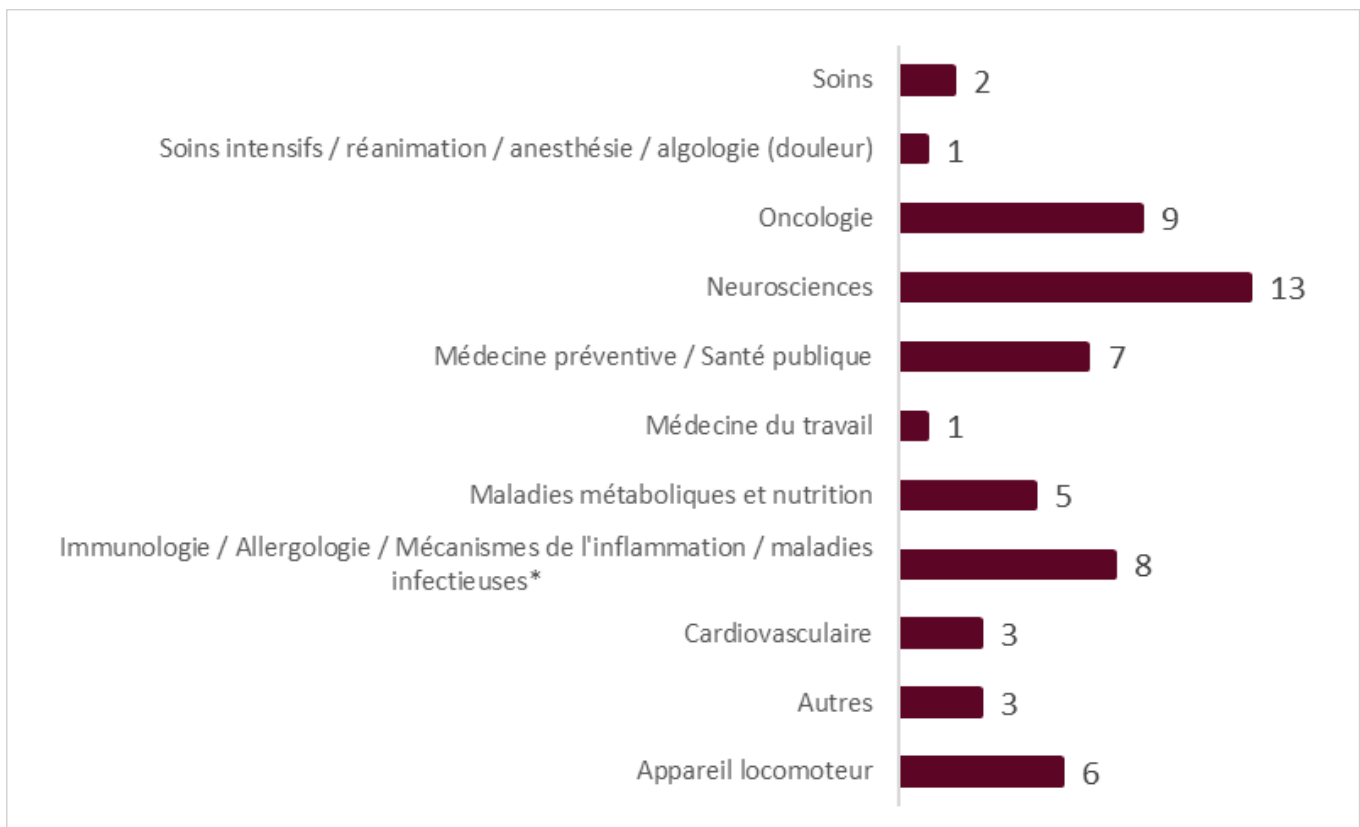 Soins 2
Soins intensifs / réanimation / anesthésie / algologie (douleur) 1
Oncologie 9
Neurosciences 13
Médecine préventive / Santé publique 7
Médecine du travail 1
Maladies métaboliques et nutrition 5
Immunologie / Allergologie / Mécanismes de l'inflammation / maladies
infectieuses* 8
Cardiovasculaire 3
Autres 3
Appareil locomoteur 6